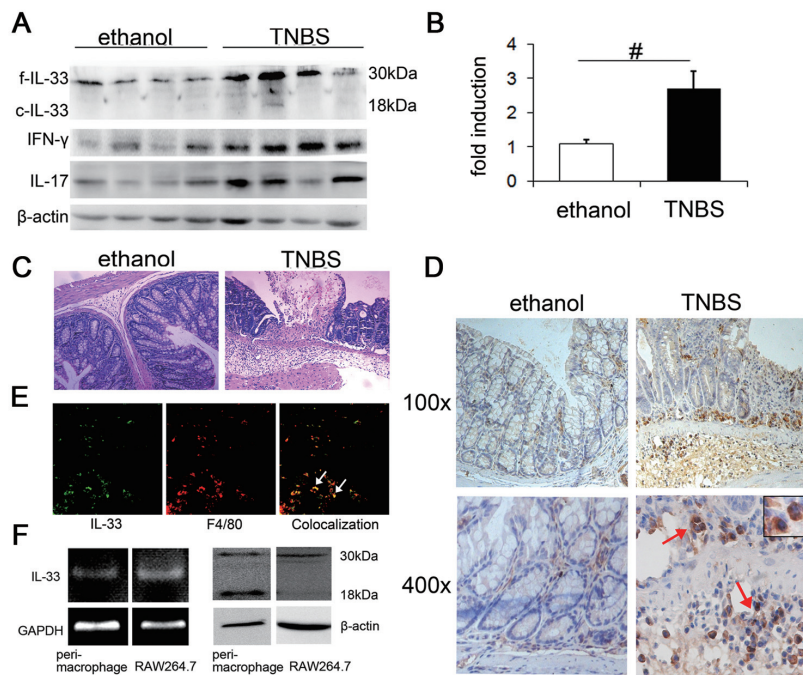 A
ethanol TNBS
f-IL-33 30kDa
c-IL-33 18kDa
IFN-γ
IL-17
β-actin
B
#
fold induction
4
3
2
1
0
ethanol TNBS
C
ethanol TNBS
D
ethanol TNBS
100x
400x
E
IL-33 F4/80 Colocalization
F
IL-33 30kDa
18kDa
GAPDH β-actin
peri- peri-
macrophage RAW264.7 macrophage RAW264.7